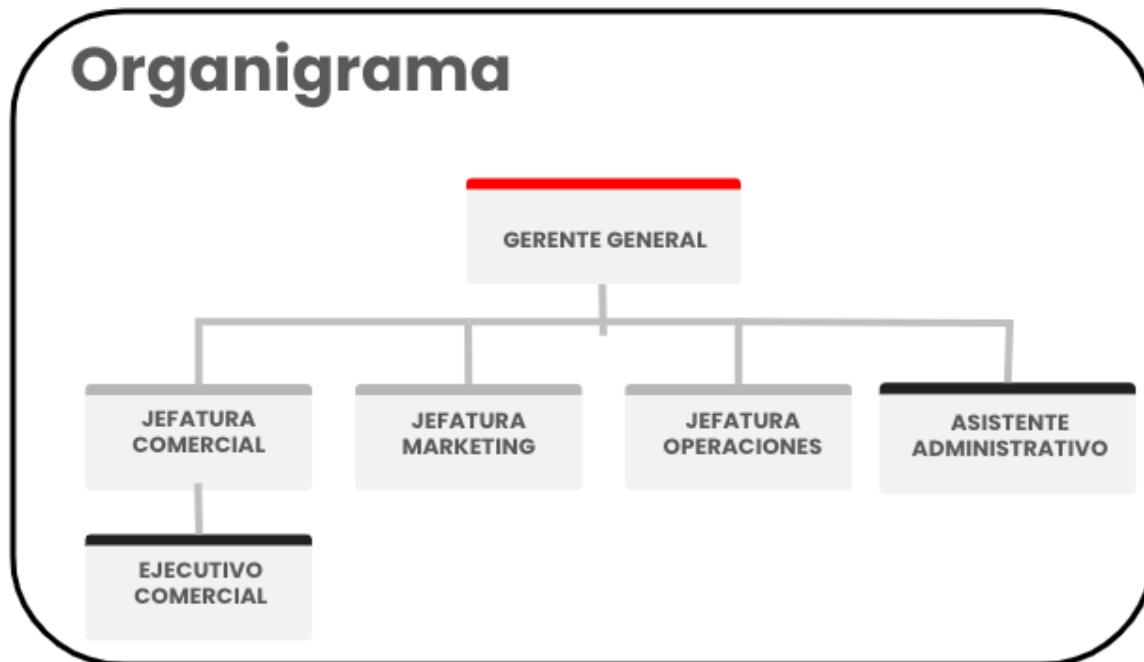 Organigrama
GERENTE GENERAL
JEFATURA
COMERCIAL
JEFATURA
MARKETING
JEFATURA
OPERACIONES
ASISTENTE
ADMINISTRATIVO
EJECUTIVO
COMERCIAL